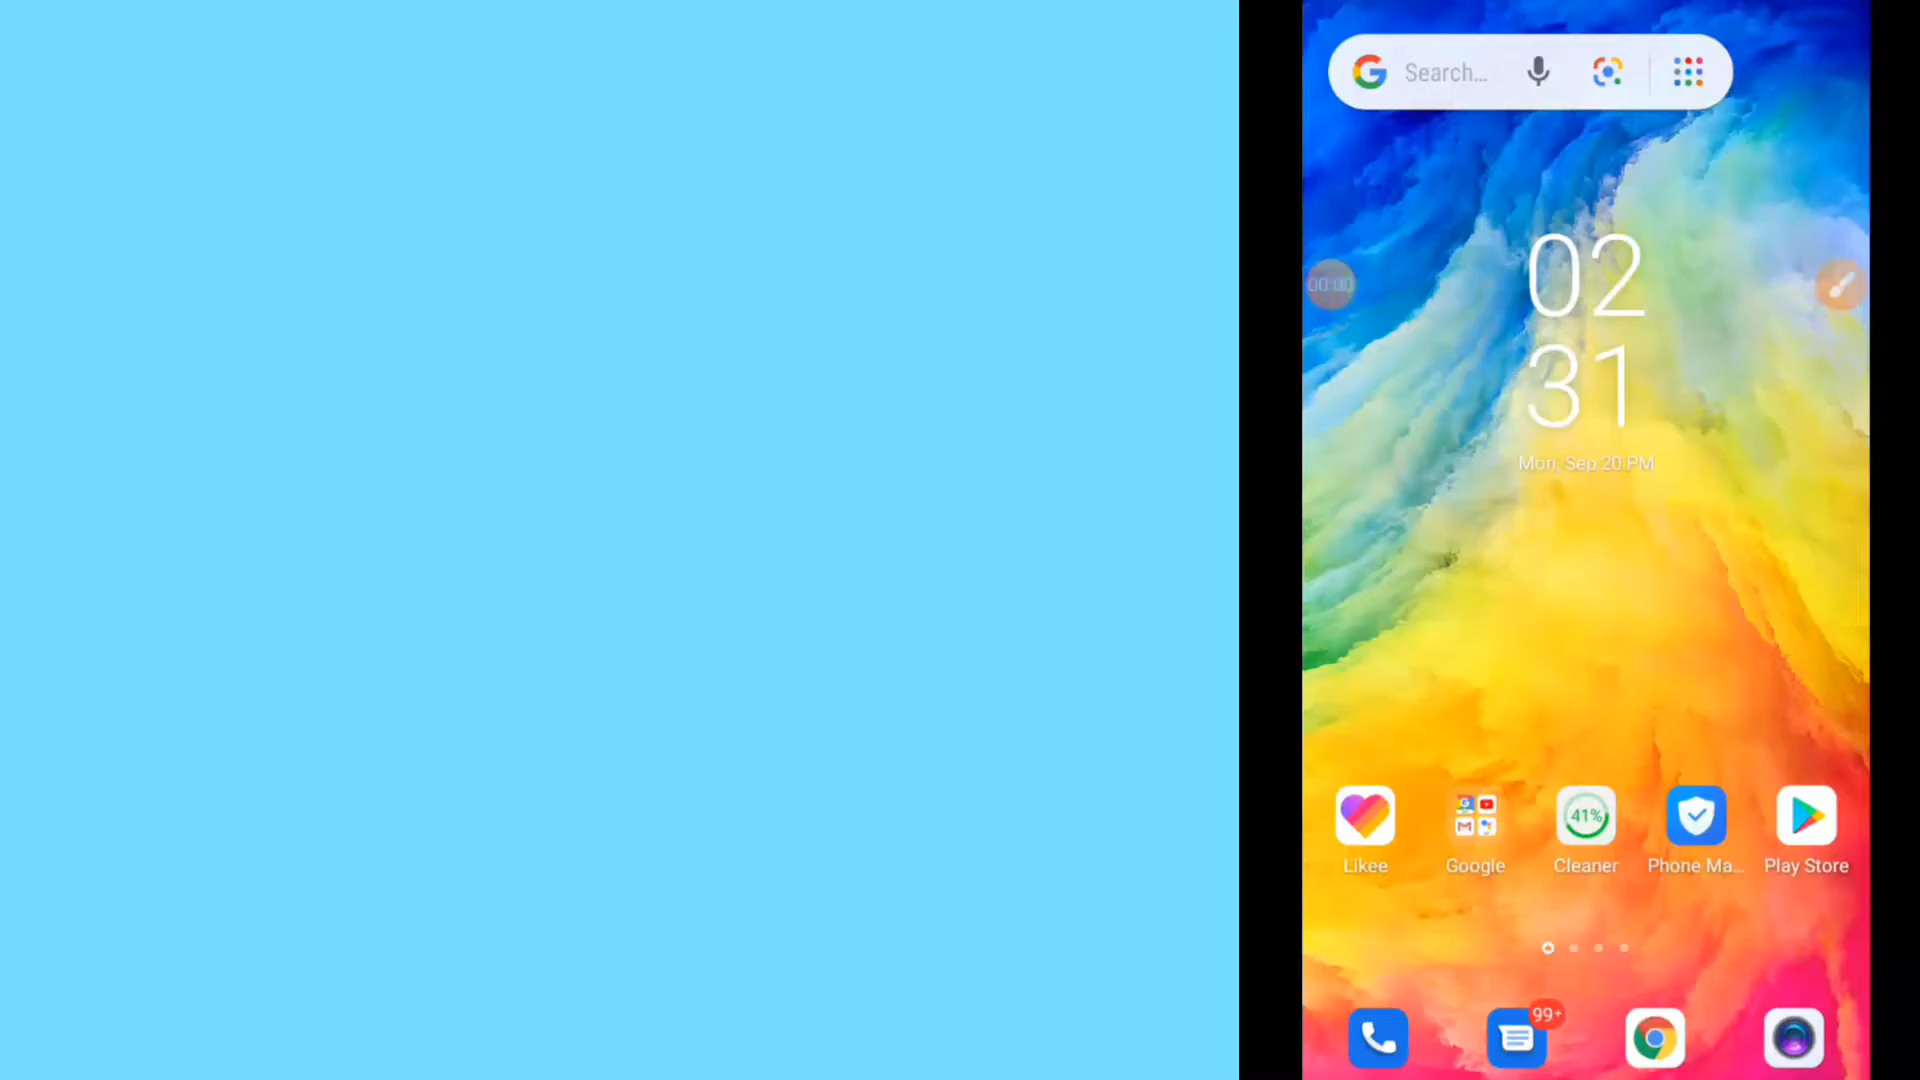 Search...
02
00:00
31
Mon, Sep 20 PM
41%
Likee
Google
Cleaner
Phone Ma...
Play Store
99+